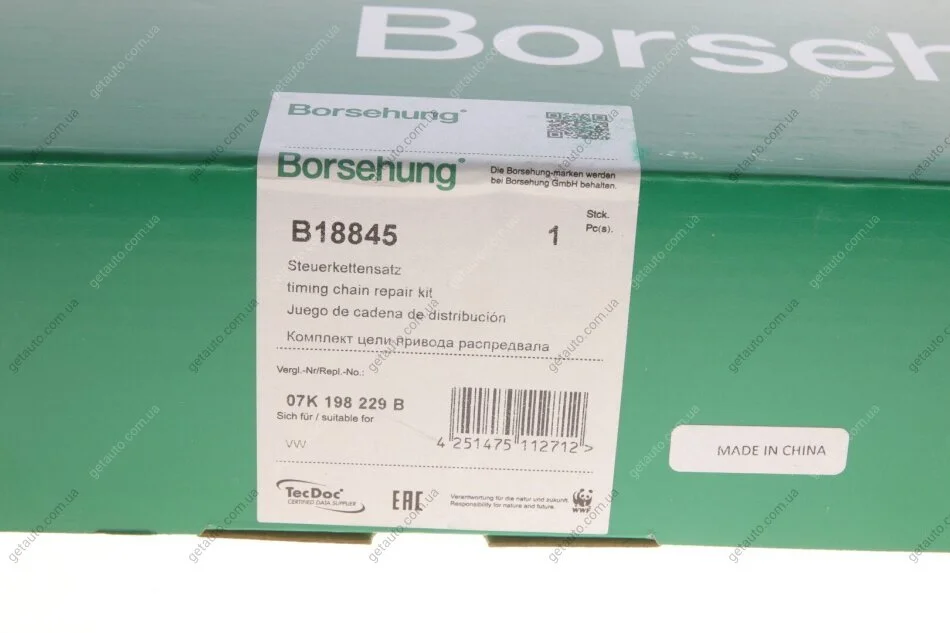 Borseh
Borsehung®
Borsehung®
Die Borsehung-marken werden
bei Borsehung GmbH behalten.
B18845
1
Stck.
Pc(s).
Steuerkettensatz
timing chain repair kit
Juego de cadena de distribución
Комплект цепи привода распредвала
Vergl.-Nr/Repl.-No.:
07K 198 229 B
Sich für / suitable for
VW
4 251475 112712 >
TecDoc®
CERTIFIED DATA SUPPLIER
EAC
Verantwortung für die natur und zukunft.
Responsibility for nature and future.
WWF
MADE IN CHINA
getauto.com.ua